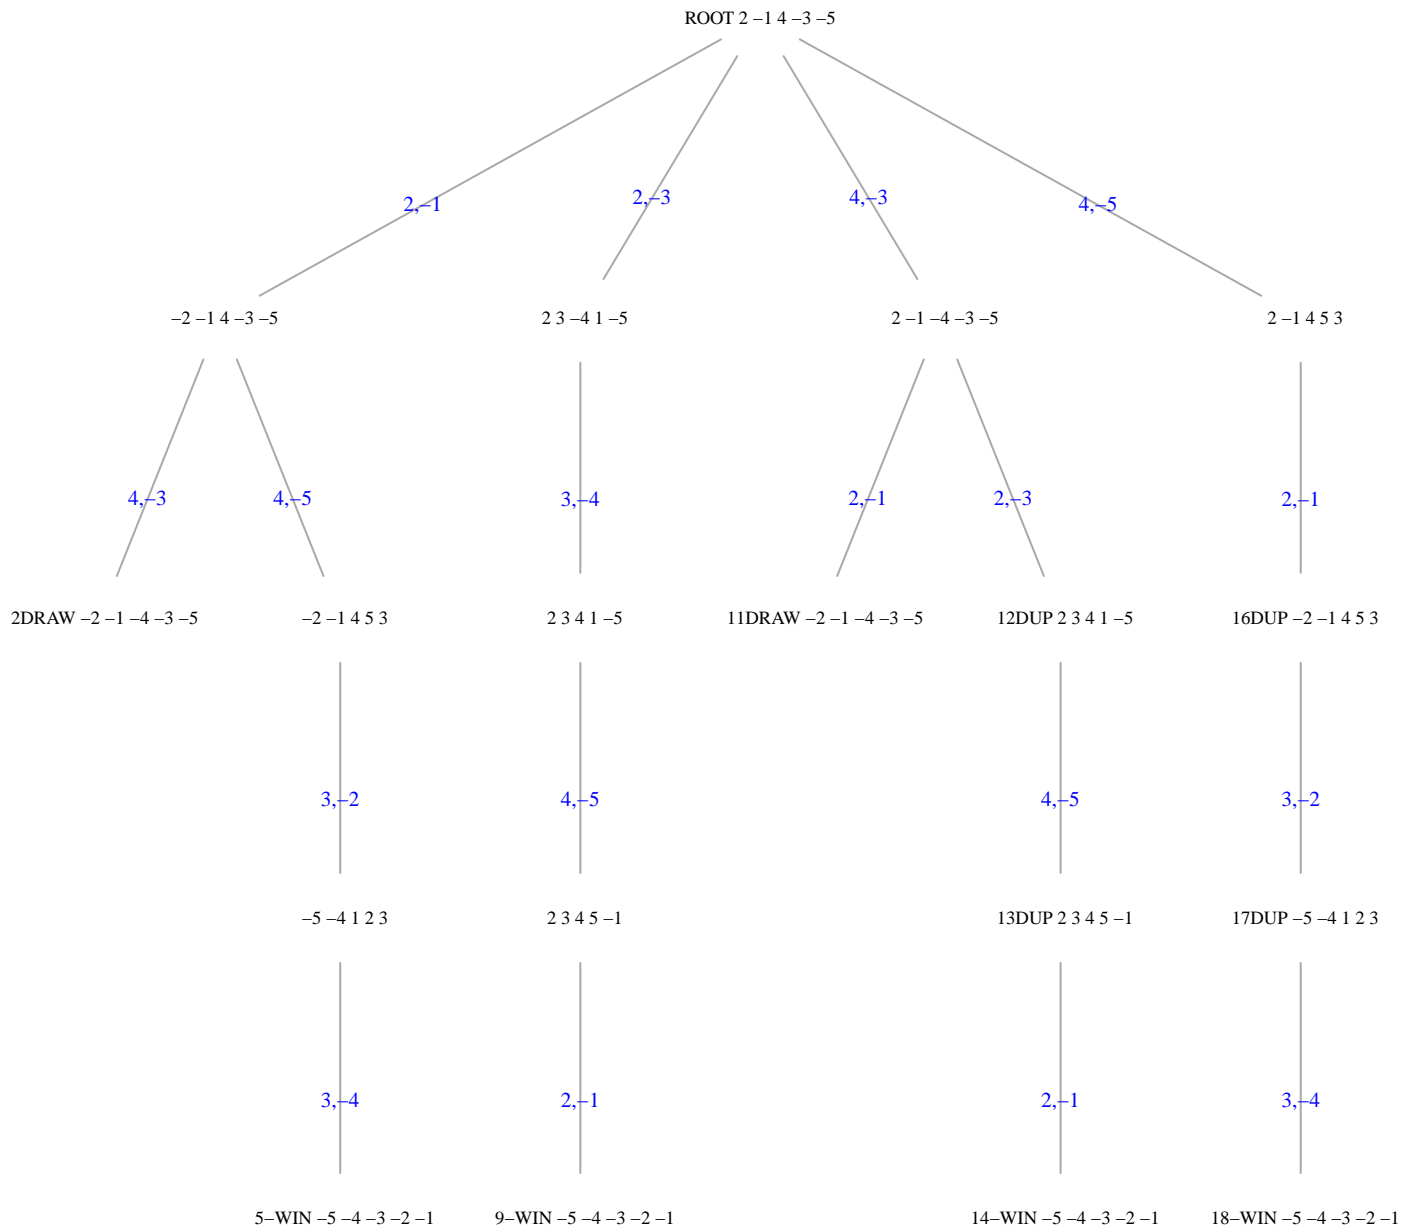 ROOT 2 −1 4 −3 −5
2,−1
2,−3
4,−3
4,−5
−2 −1 4 −3 −5
2 3 −4 1 −5
2 −1 −4 −3 −5
2 −1 4 5 3
4,−3
4,−5
3,−4
2,−1
2,−3
2,−1
2DRAW −2 −1 −4 −3 −5
−2 −1 4 5 3
2 3 4 1 −5
11DRAW −2 −1 −4 −3 −5
12DUP 2 3 4 1 −5
16DUP −2 −1 4 5 3
3,−2
4,−5
4,−5
3,−2
−5 −4 1 2 3
2 3 4 5 −1
13DUP 2 3 4 5 −1
17DUP −5 −4 1 2 3
3,−4
2,−1
2,−1
3,−4
5−WIN −5 −4 −3 −2 −1
9−WIN −5 −4 −3 −2 −1
14−WIN −5 −4 −3 −2 −1
18−WIN −5 −4 −3 −2 −1